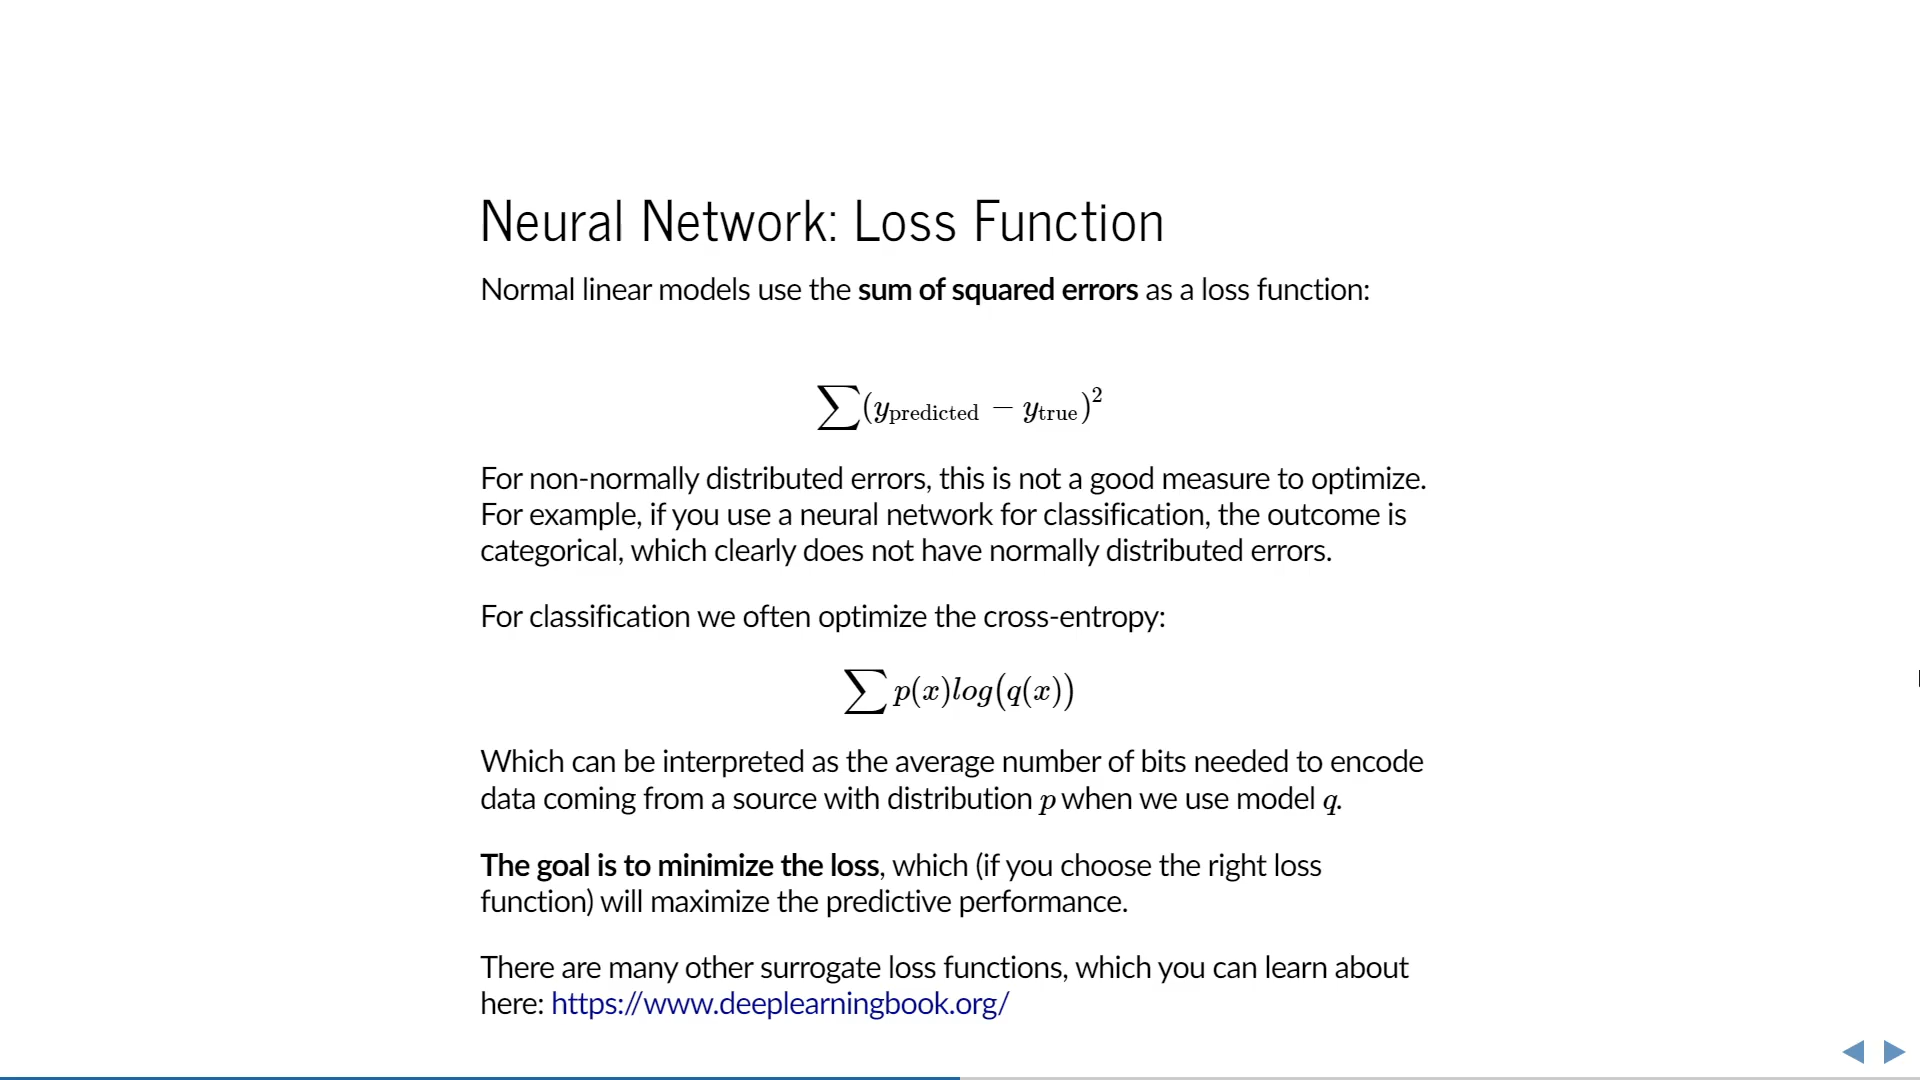 Neural Network: Loss Function
Normal linear models use the sum of squared errors as a loss function:
∑(y_predicted − y_true)²
For non-normally distributed errors, this is not a good measure to optimize.
For example, if you use a neural network for classification, the outcome is
categorical, which clearly does not have normally distributed errors.
For classification we often optimize the cross-entropy:
∑ p(x)log(q(x))
Which can be interpreted as the average number of bits needed to encode
data coming from a source with distribution p when we use model q.
The goal is to minimize the loss, which (if you choose the right loss
function) will maximize the predictive performance.
There are many other surrogate loss functions, which you can learn about
here: https://www.deeplearningbook.org/